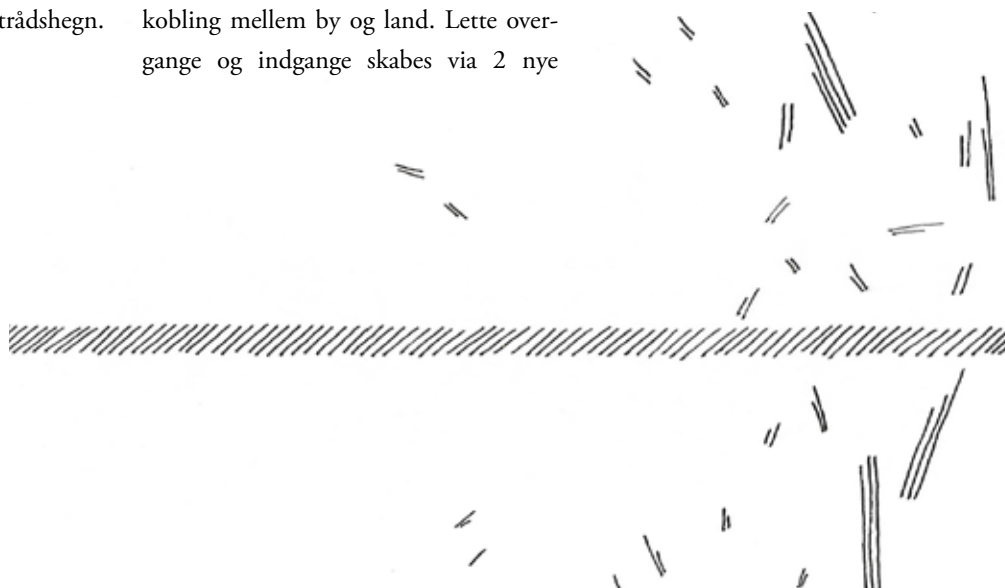 trådshegn.
kobling mellem by og land. Lette over-
gange og indgange skabes via 2 nye